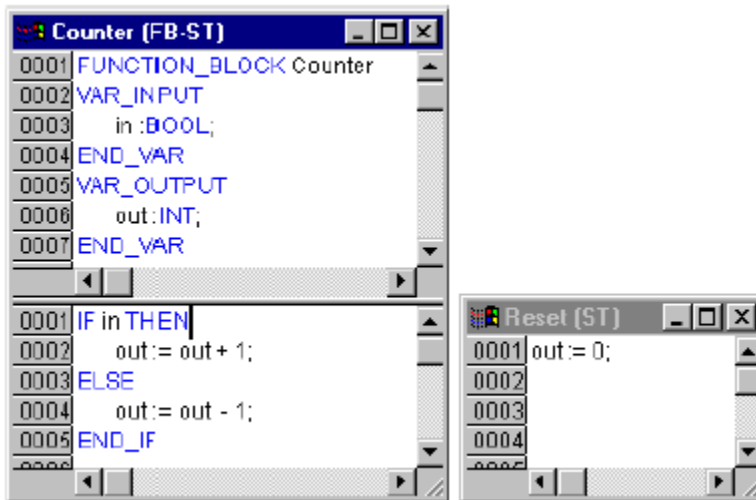 Counter (FB-ST)
0001 FUNCTION_BLOCK Counter
0002 VAR_INPUT
0003 in :BOOL;
0004 END_VAR
0005 VAR_OUTPUT
0006 out:INT;
0007 END_VAR
0001 IF in THEN
0002 out:= out + 1;
0003 ELSE
0004 out:= out - 1;
0005 END_IF
Reset (ST)
0001 out:= 0;
0002
0003
0004